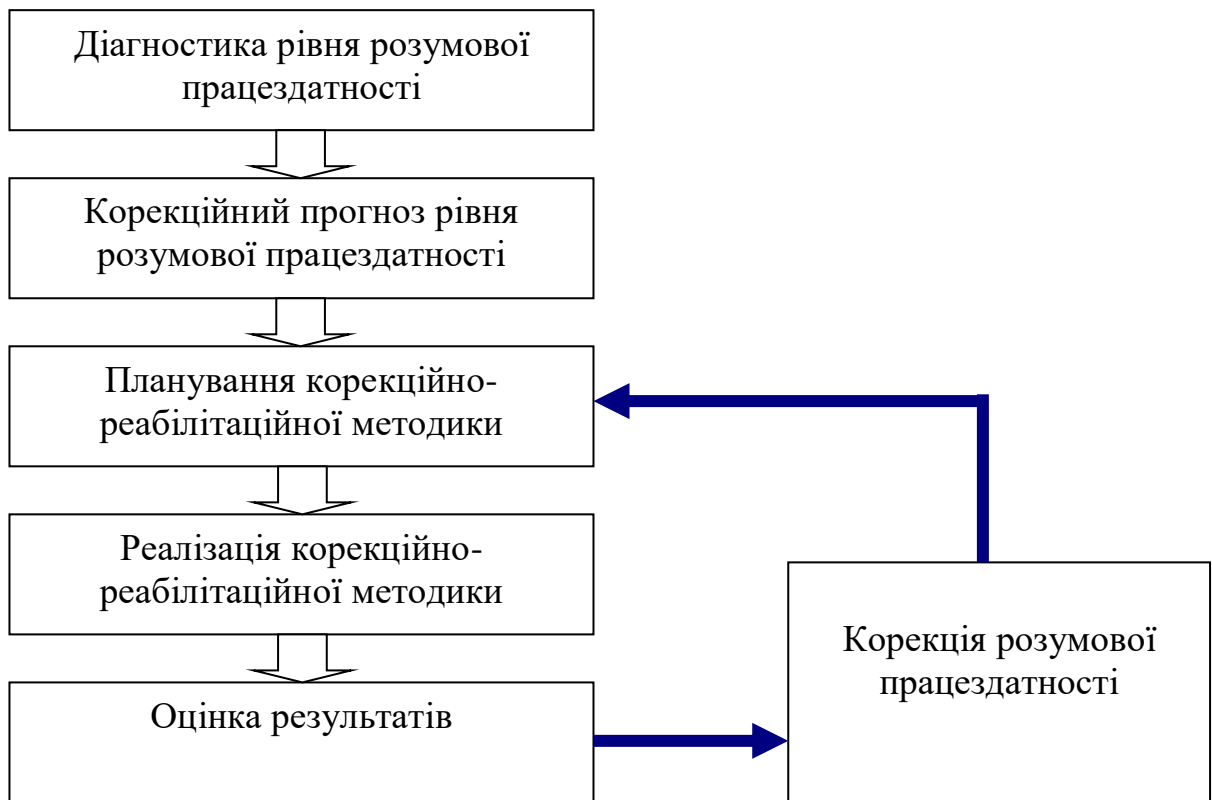 Діагностика рівня розумової
працездатності
Корекційний прогноз рівня
розумової працездатності
Планування корекційно-
реабілітаційної методики
Реалізація корекційно-
реабілітаційної методики
Оцінка результатів
Корекція розумової
працездатності